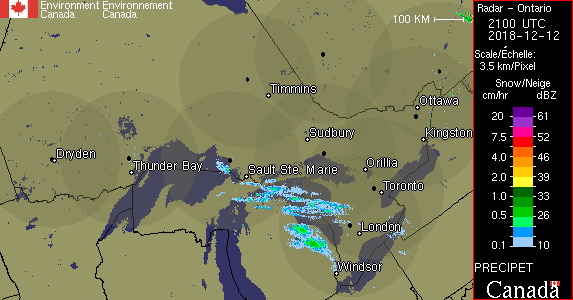 Environment Environnement
Canada Canada
100 KM
Timmins
Ottawa
Sudbury
Kingston
Dryden
Thunder Bay
Sault Ste. Marie
Orillia
Toronto
London
Windsor
Radar - Ontario
2100 UTC
2018-12-12
Scale/Échelle:
3.5 km/Pixel
Snow/Neige
cm/hr dBZ
20 61
7.5 52
4.0 46
2.0 39
1.0 33
0.5 26
0.1 10
PRECIPET
Canada